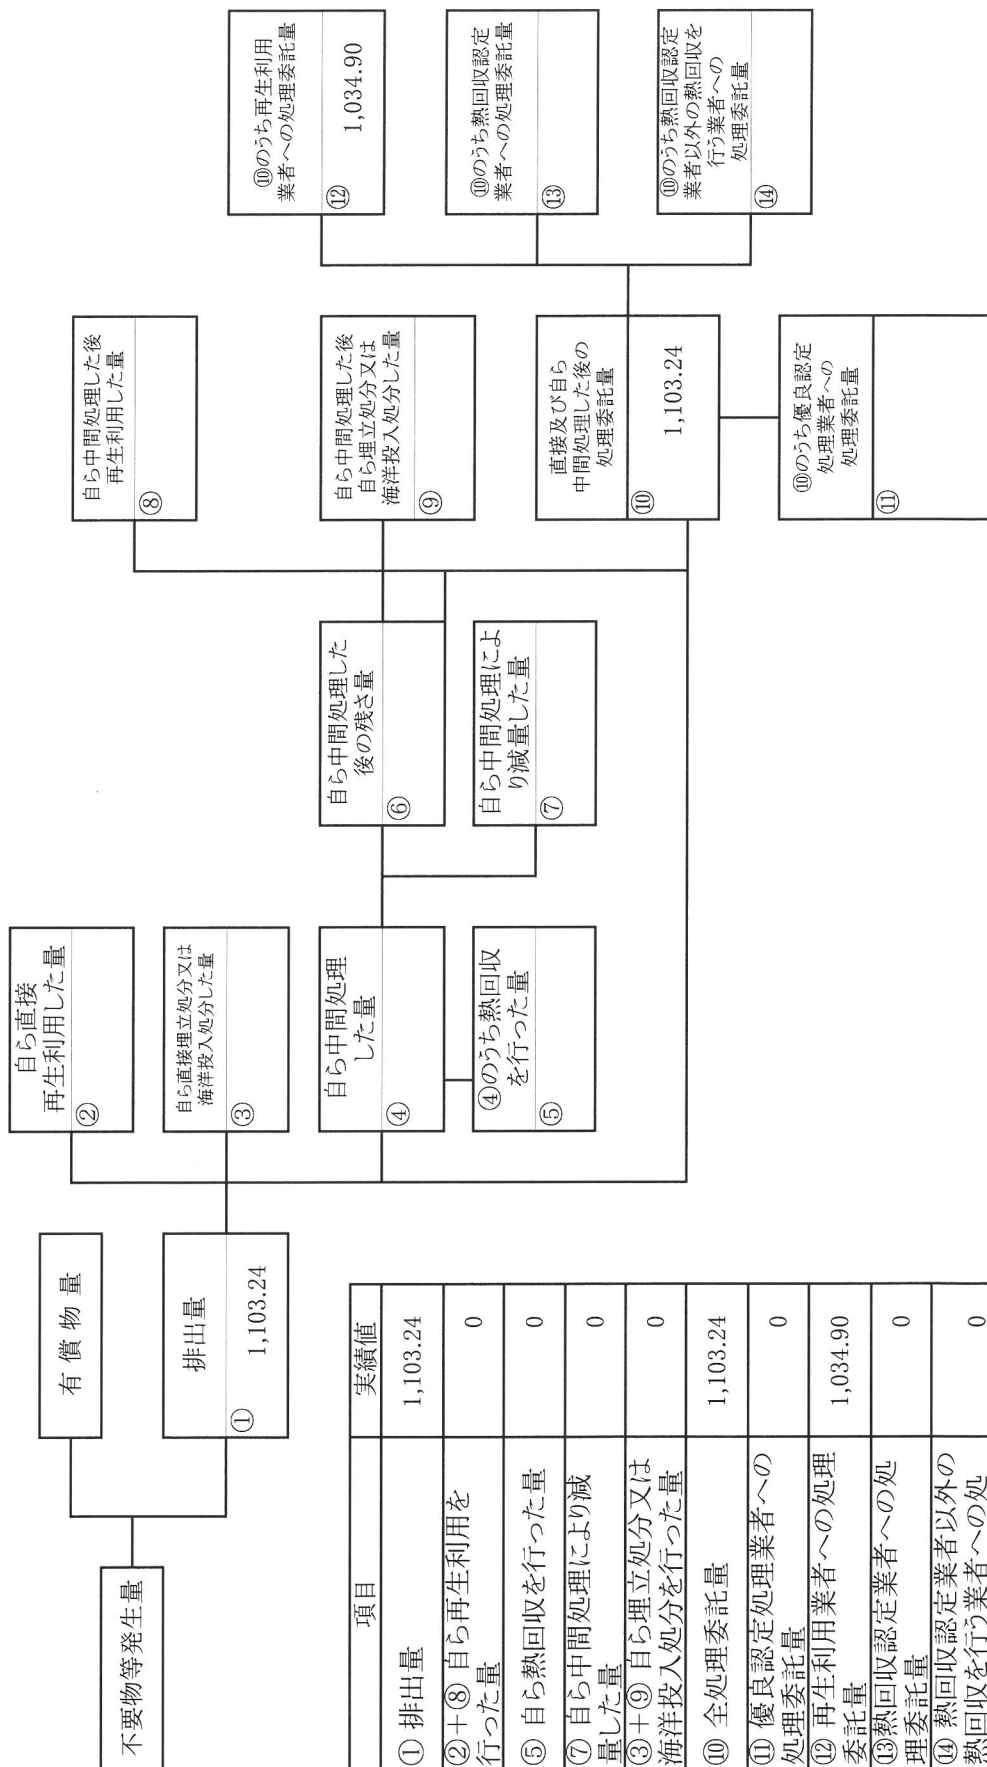 不要物等発生量
有償物量
排出量
①
1,103.24
自ら直接
再生利用した量
②
自ら直接埋立処分又は
海洋投入処分した量
③
自ら中間処理
した量
④
④のうち熱回収
を行った量
⑤
自ら中間処理した
後の残さ量
⑥
自ら中間処理によ
り減量した量
⑦
自ら中間処理した後
再生利用した量
⑧
自ら中間処理した後
自ら埋立処分又は
海洋投入処分した量
⑨
直接及び自ら
中間処理した後の
処理委託量
⑩
1,103.24
⑩のうち優良認定
処理業者への
処理委託量
⑪
⑩のうち再生利用
業者への処理委託量
⑫
1,034.90
⑩のうち熱回収認定
業者への処理委託量
⑬
⑩のうち熱回収認定
業者以外の熱回収を
行う業者への
処理委託量
⑭
項目 実績値
①排出量 1,103.24
②+⑧ 自ら再生利用を
行った量 0
⑤ 自ら熱回収を行った量 0
⑦ 自ら中間処理により減
量した量 0
③+⑨ 自ら埋立処分又は
海洋投入処分を行った量 0
⑩ 全処理委託量 1,103.24
⑪ 優良認定処理業者への
処理委託量 0
⑫ 再生利用業者への処理
委託量 1,034.90
⑬熱回収認定業者への処
理委託量 0
⑭ 熱回収認定業者以外の
熱回収を行う業者への処 0